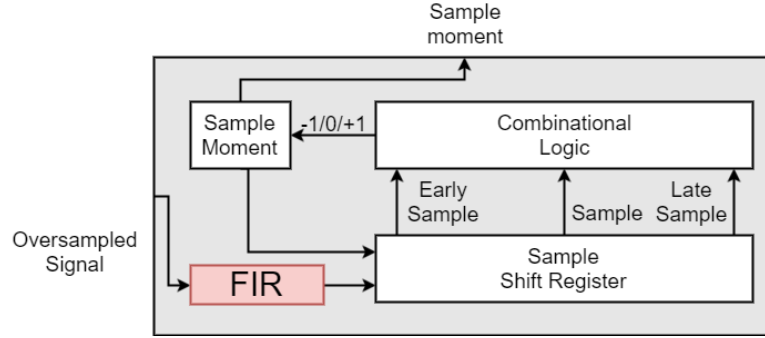 Sample
moment
Sample
Moment
-1/0/+1
Combinational
Logic
Early
Sample
Sample
Late
Sample
Oversampled
Signal
FIR
Sample
Shift Register